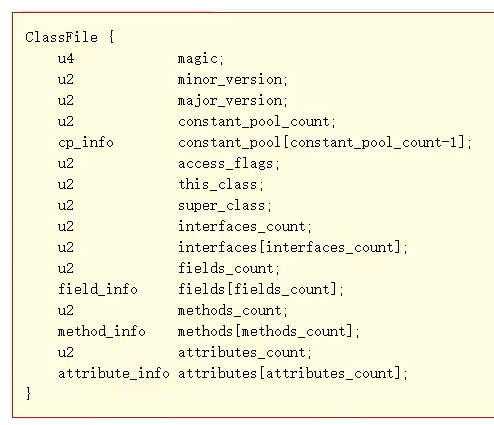 ClassFile {
    u4             magic;
    u2             minor_version;
    u2             major_version;
    u2             constant_pool_count;
    cp_info        constant_pool[constant_pool_count-1];
    u2             access_flags;
    u2             this_class;
    u2             super_class;
    u2             interfaces_count;
    u2             interfaces[interfaces_count];
    u2             fields_count;
    field_info     fields[fields_count];
    u2             methods_count;
    method_info    methods[methods_count];
    u2             attributes_count;
    attribute_info attributes[attributes_count];
}